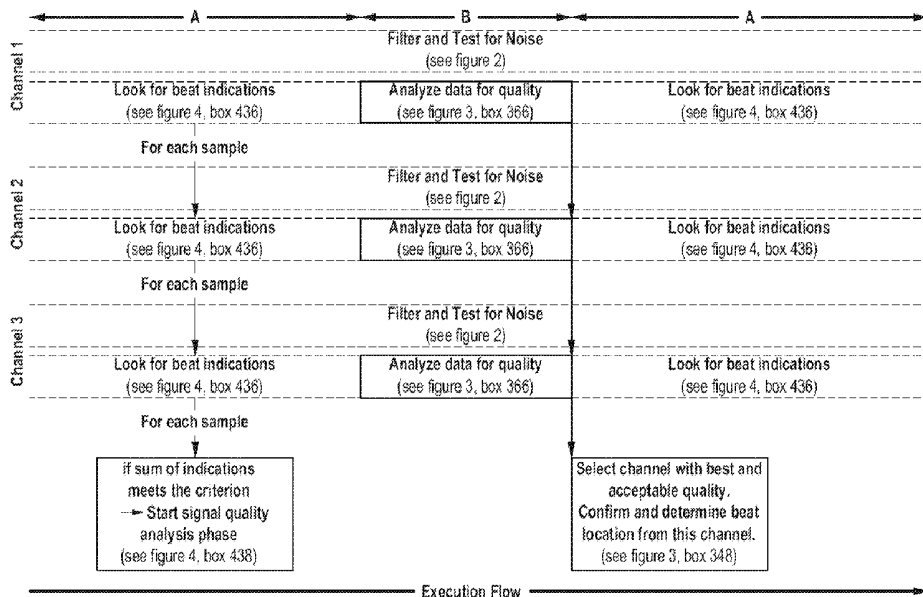 A B A
Channel 1
Filter and Test for Noise
(see figure 2)
Look for beat indications Analyze data for quality Look for beat indications
(see figure 4, box 436) (see figure 3, box 366) (see figure 4, box 436)
For each sample
Channel 2
Filter and Test for Noise
(see figure 2)
Look for beat indications Analyze data for quality Look for beat indications
(see figure 4, box 436) (see figure 3, box 366) (see figure 4, box 436)
For each sample
Channel 3
Filter and Test for Noise
(see figure 2)
Look for beat indications Analyze data for quality Look for beat indications
(see figure 4, box 436) (see figure 3, box 366) (see figure 4, box 436)
For each sample
if sum of indications
meets the criterion
Start signal quality
analysis phase
(see figure 4, box 438)
Select channel with best and
acceptable quality.
Confirm and determine beat
location from this channel.
(see figure 3, box 348)
Execution Flow